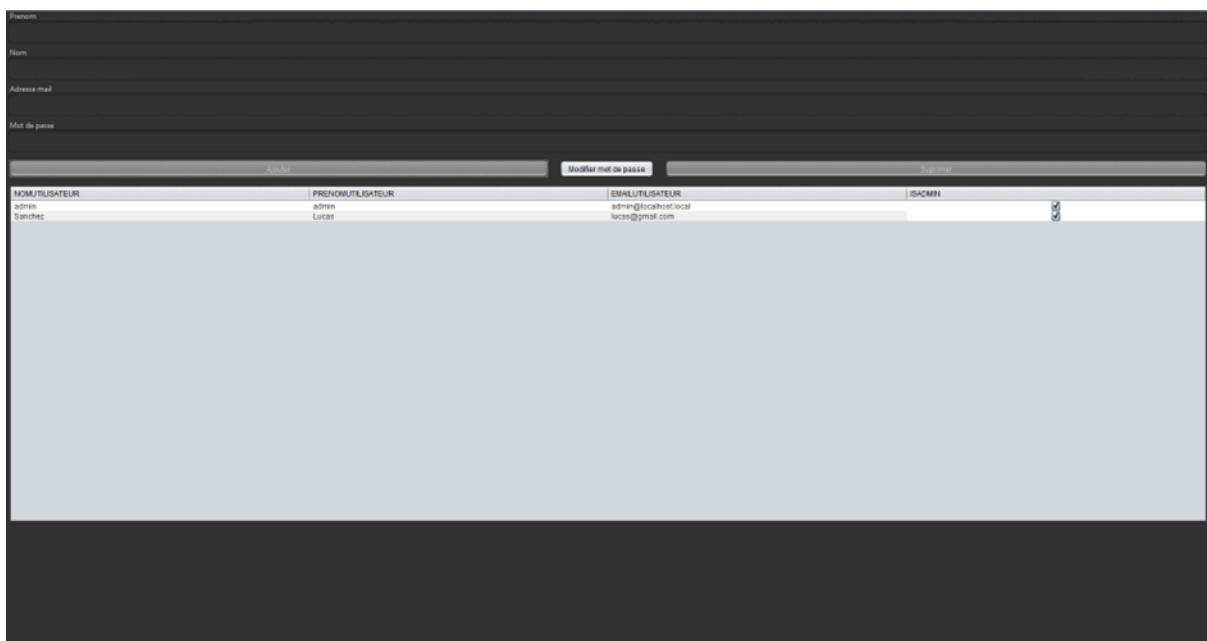 Prenom
Nom
Adresse mail
Mot de passe
Ajouter Modifier mot de passe Suprimer
NOMUTILISATEUR PRENOMUTILISATEUR EMAILUTILISATEUR ISADMIN
admin admin admin@localhost.local
Sanchez Lucas lucas@gmail.com